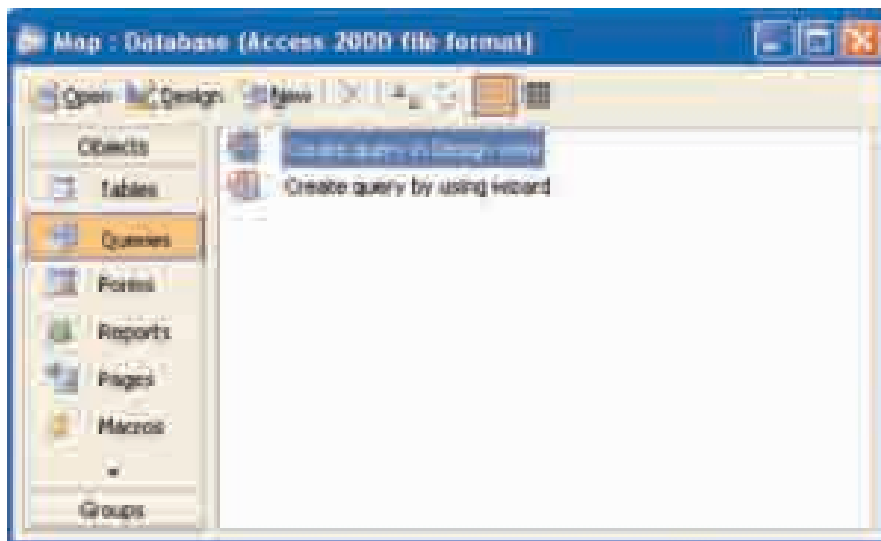 Map : Database (Access 2000 file format)
Open Design New
Objects
Tables
Queries
Forms
Reports
Pages
Macros
Groups
Create query in Design view
Create query by using wizard